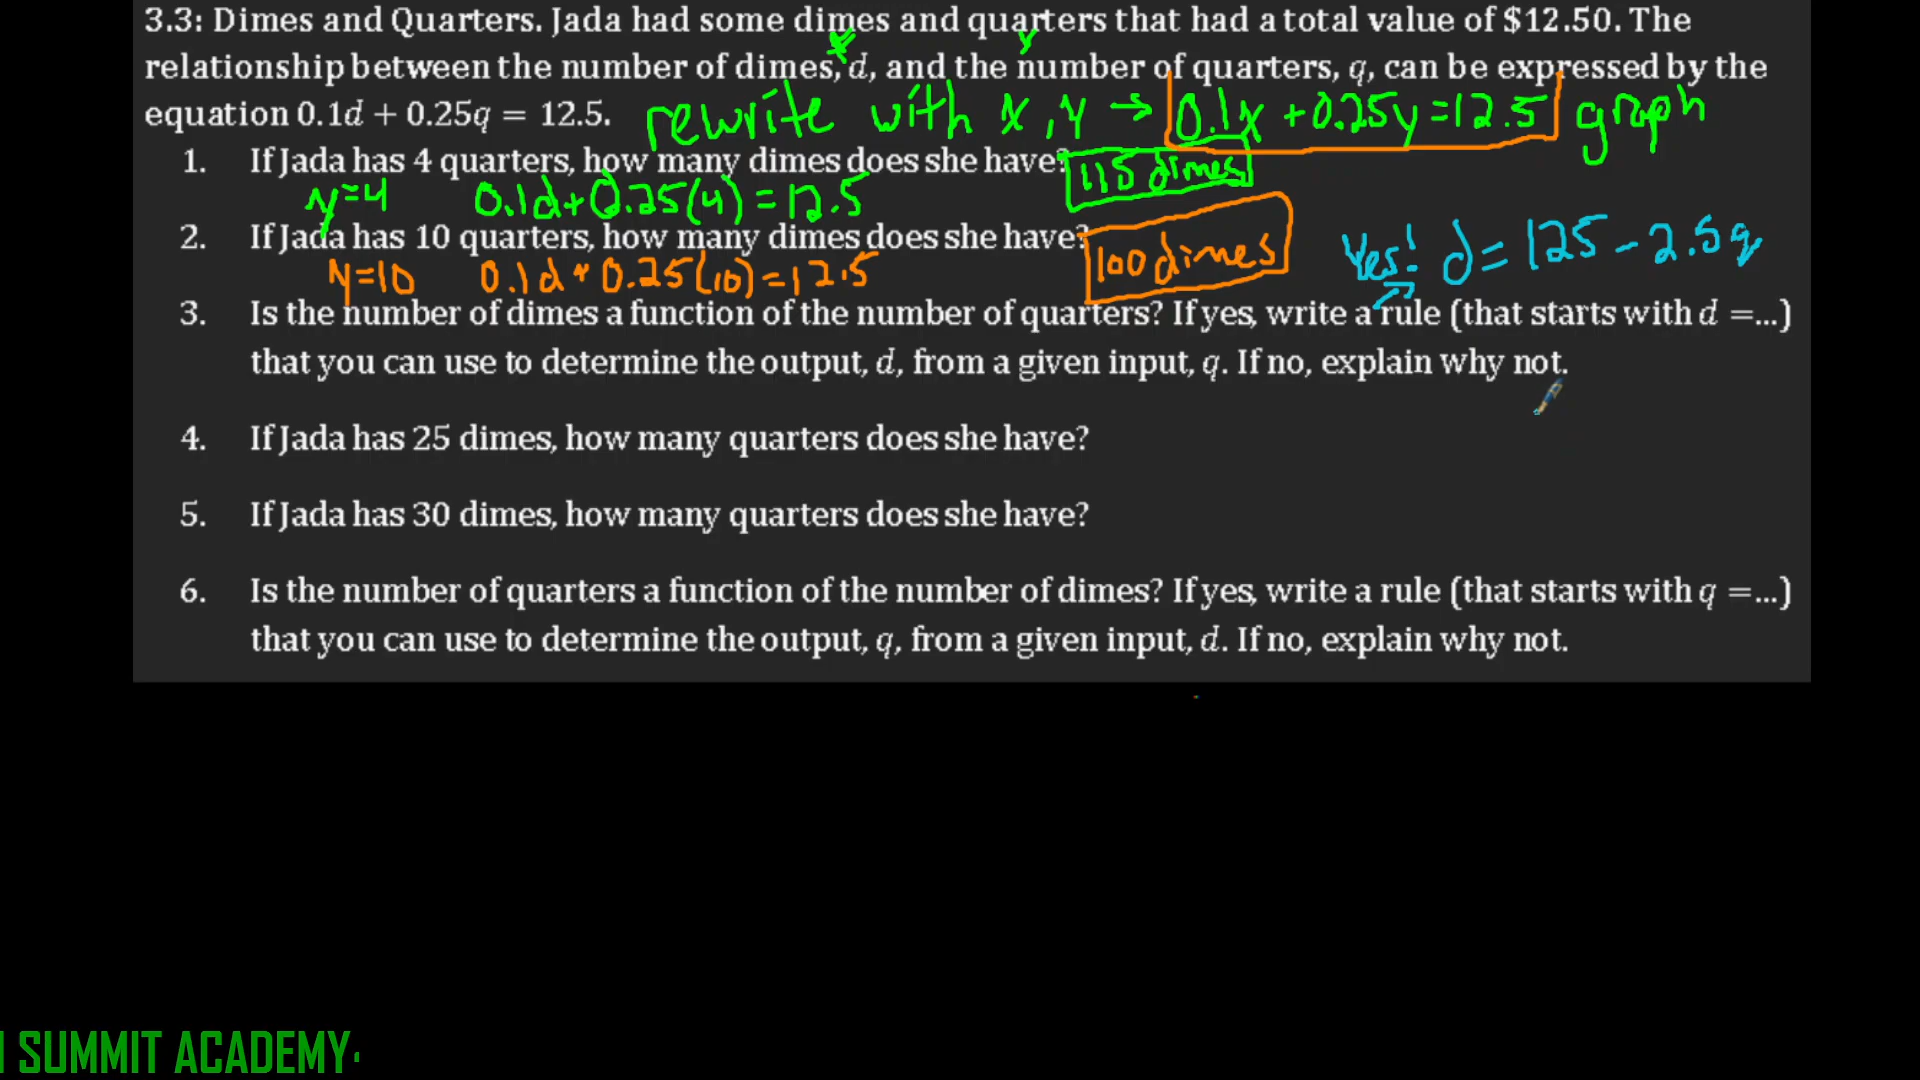 3.3: Dimes and Quarters. Jada had some dimes and quarters that had a total value of $12.50. The
x y
relationship between the number of dimes, d, and the number of quarters, q, can be expressed by the
equation 0.1d + 0.25q = 12.5. rewrite with x, y → 0.1x + 0.25y = 12.5 graph
1. If Jada has 4 quarters, how many dimes does she have? 115 dimes
y=4 0.1d + 0.25(4) = 12.5
2. If Jada has 10 quarters, how many dimes does she have? 100 dimes Yes! d = 125 - 2.5q
y=10 0.1d + 0.25(10) = 12.5
3. Is the number of dimes a function of the number of quarters? If yes, write a rule (that starts with d =...)
that you can use to determine the output, d, from a given input, q. If no, explain why not.
4. If Jada has 25 dimes, how many quarters does she have?
5. If Jada has 30 dimes, how many quarters does she have?
6. Is the number of quarters a function of the number of dimes? If yes, write a rule (that starts with q =...)
that you can use to determine the output, q, from a given input, d. If no, explain why not.
SUMMIT ACADEMY